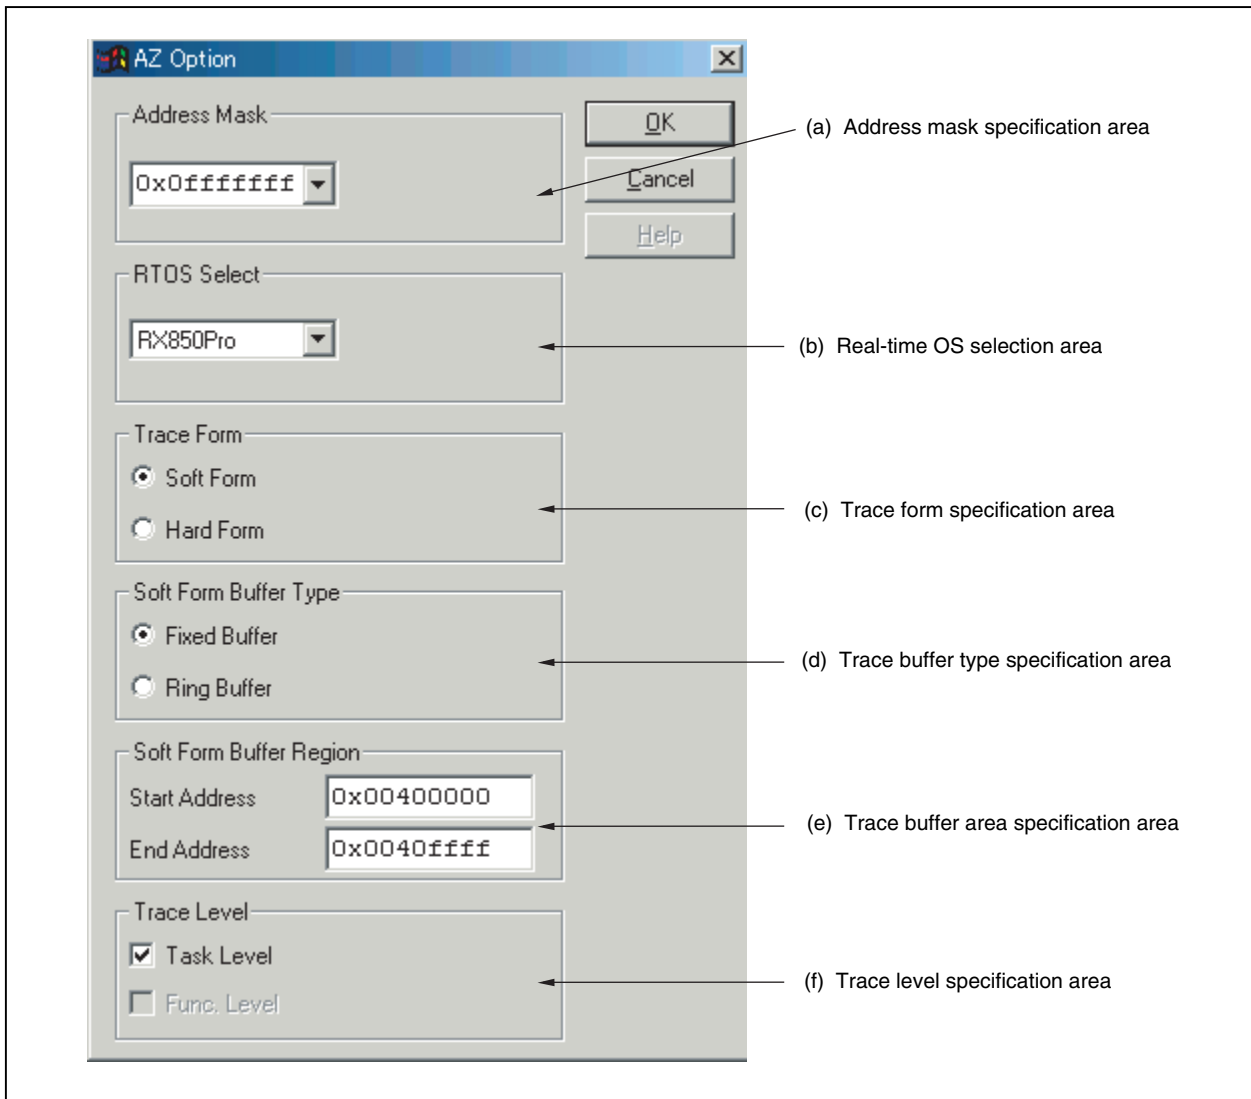 AZ Option
Address Mask
0x0fffffff
OK
Cancel
Help
(a) Address mask specification area
RTOS Select
RX850Pro
(b) Real-time OS selection area
Trace Form
Soft Form
Hard Form
(c) Trace form specification area
Soft Form Buffer Type
Fixed Buffer
Ring Buffer
(d) Trace buffer type specification area
Soft Form Buffer Region
Start Address 0x00400000
End Address 0x0040ffff
(e) Trace buffer area specification area
Trace Level
Task Level
Func. Level
(f) Trace level specification area